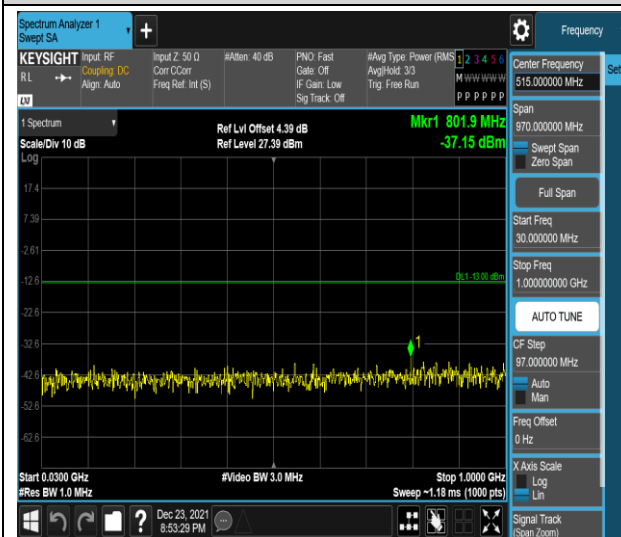 Spectrum Analyzer 1
Swept SA
+
Frequency
KEYSIGHT
RL
Input: RF
Coupling: DC
Align: Auto
Input Z: 50 Ω
Corr CCorr
Freq Ref: Int (S)
#Atten: 40 dB
PNO: Fast
Gate: Off
IF Gain: Low
Sig Track: Off
#Avg Type: Power (RMS
Avg|Hold: 3/3
Trig: Free Run
1 2 3 4 5 6
M W W W W W
P P P P P P
LXI
1 Spectrum
Scale/Div 10 dB
Log
Ref Lvl Offset 4.39 dB
Ref Level 27.39 dBm
Mkr1 801.9 MHz
-37.15 dBm
17.4
7.39
-2.61
-12.6
-22.6
-32.6
-42.6
-52.6
-62.6
DL1 -13.00 dBm
1
Start 0.0300 GHz
#Res BW 1.0 MHz
#Video BW 3.0 MHz
Stop 1.0000 GHz
Sweep ~1.18 ms (1000 pts)
Center Frequency
515.000000 MHz
Set
Span
970.000000 MHz
Swept Span
Zero Span
Full Span
Start Freq
30.000000 MHz
Stop Freq
1.000000000 GHz
AUTO TUNE
CF Step
97.000000 MHz
Auto
Man
Freq Offset
0 Hz
X Axis Scale
Log
Lin
Signal Track
(Span Zoom)
?
Dec 23, 2021
8:53:29 PM